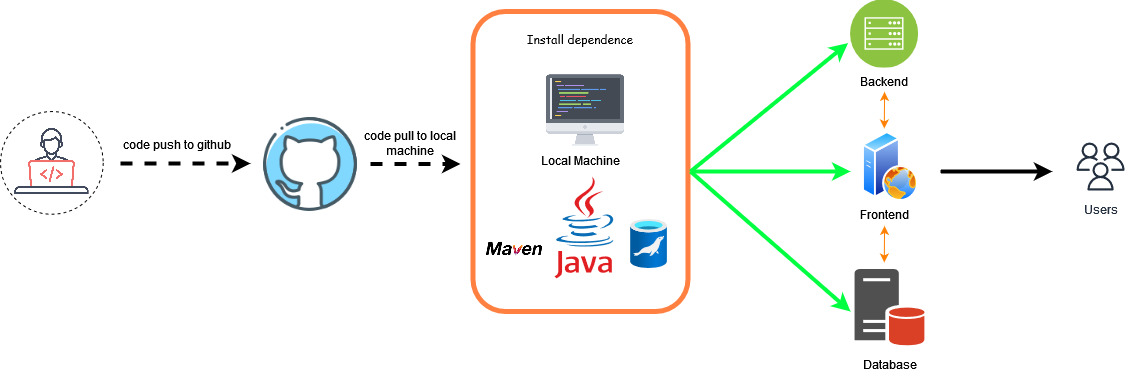 Install dependence
Backend
code push to github
code pull to local
machine
</>
Local Machine
Maven
Java
Frontend
Users
Database